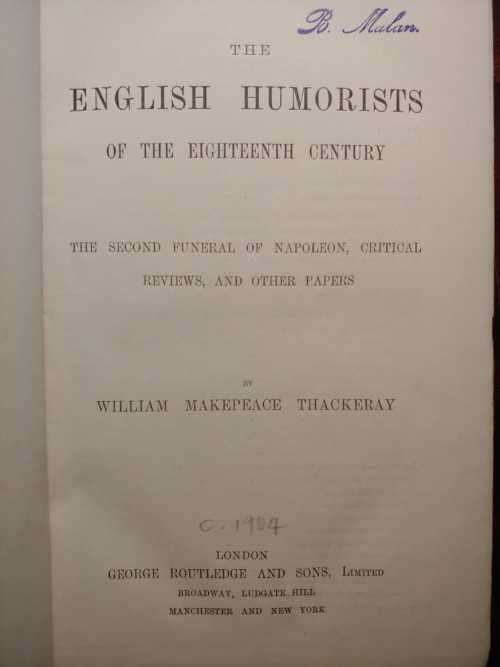 B. Malan.
THE
ENGLISH HUMORISTS
OF THE EIGHTEENTH CENTURY
THE SECOND FUNERAL OF NAPOLEON, CRITICAL
REVIEWS, AND OTHER PAPERS
BY
WILLIAM MAKEPEACE THACKERAY
C. 1904
LONDON
GEORGE ROUTLEDGE AND SONS, LIMITED
BROADWAY, LUDGATE HILL
MANCHESTER AND NEW YORK